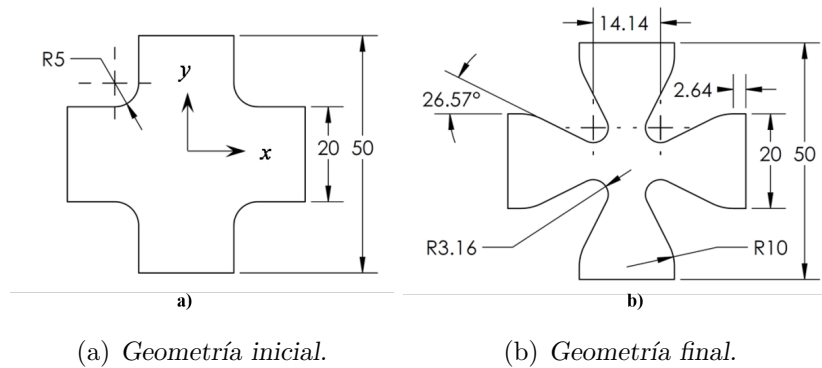 R5
y
x
20
50
a)
14.14
26.57°
2.64
20
50
R3.16
R10
b)
(a) Geometría inicial.
(b) Geometría final.